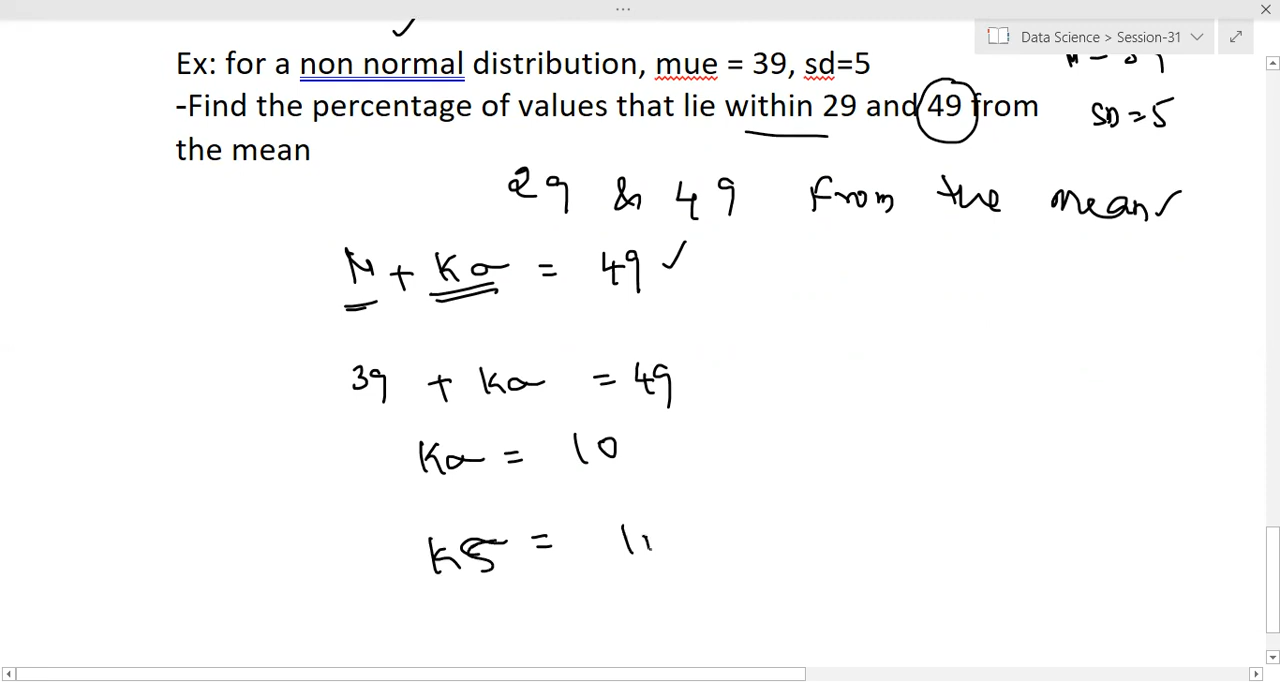 Data Science > Session-31
Ex: for a non normal distribution, mue = 39, sd=5
-Find the percentage of values that lie within 29 and 49 from
the mean
SD = 5
29 & 49 from the mean
μ + Kσ = 49
39 + Kσ = 49
Kσ = 10
K5 =